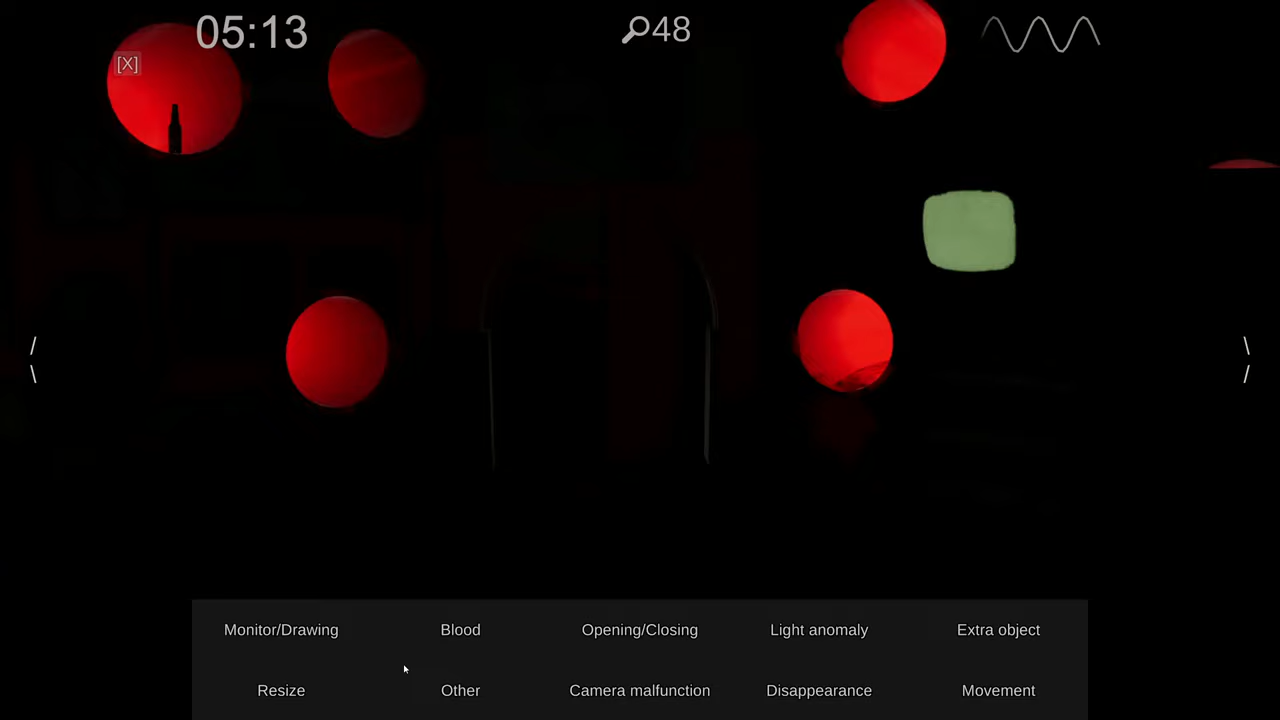 05:13
48
[X]
Monitor/Drawing
Blood
Opening/Closing
Light anomaly
Extra object
Resize
Other
Camera malfunction
Disappearance
Movement